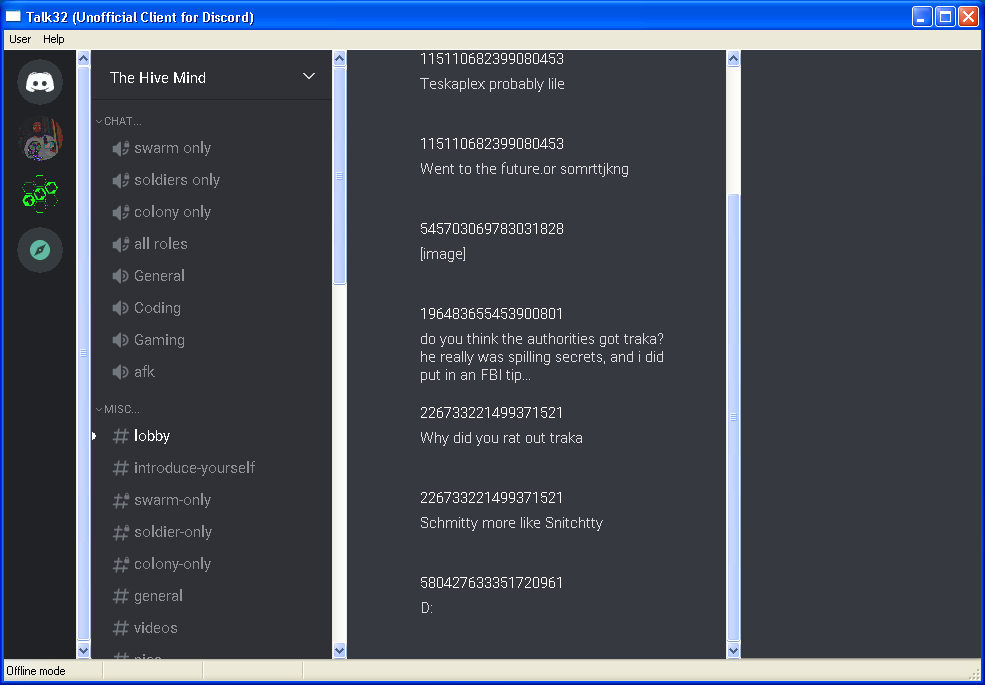 Talk32 (Unofficial Client for Discord)
User Help
The Hive Mind
CHAT...
swarm only
soldiers only
colony only
all roles
General
Coding
Gaming
afk
MISC...
lobby
introduce-yourself
swarm-only
soldier-only
colony-only
general
videos
115110682399080453
Teskaplex probably lile
115110682399080453
Went to the future.or somrttjkng
545703069783031828
[image]
196483655453900801
do you think the authorities got traka?
he really was spilling secrets, and i did
put in an FBI tip...
226733221499371521
Why did you rat out traka
226733221499371521
Schmitty more like Snitchtty
580427633351720961
D:
Offline mode